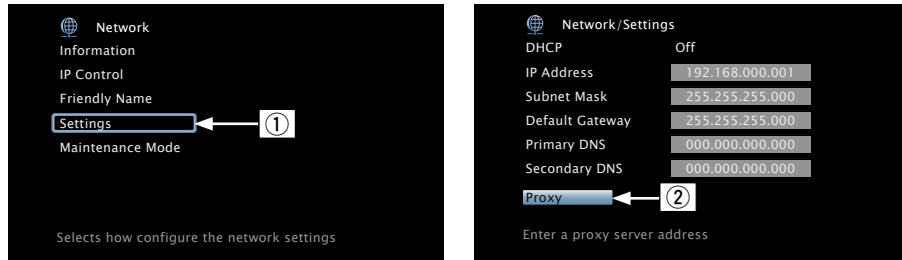 Network
Information
IP Control
Friendly Name
Settings
①
Maintenance Mode
Selects how configure the network settings
Network/Settings
DHCP Off
IP Address 192.168.000.001
Subnet Mask 255.255.255.000
Default Gateway 255.255.255.000
Primary DNS 000.000.000.000
Secondary DNS 000.000.000.000
Proxy
②
Enter a proxy server address